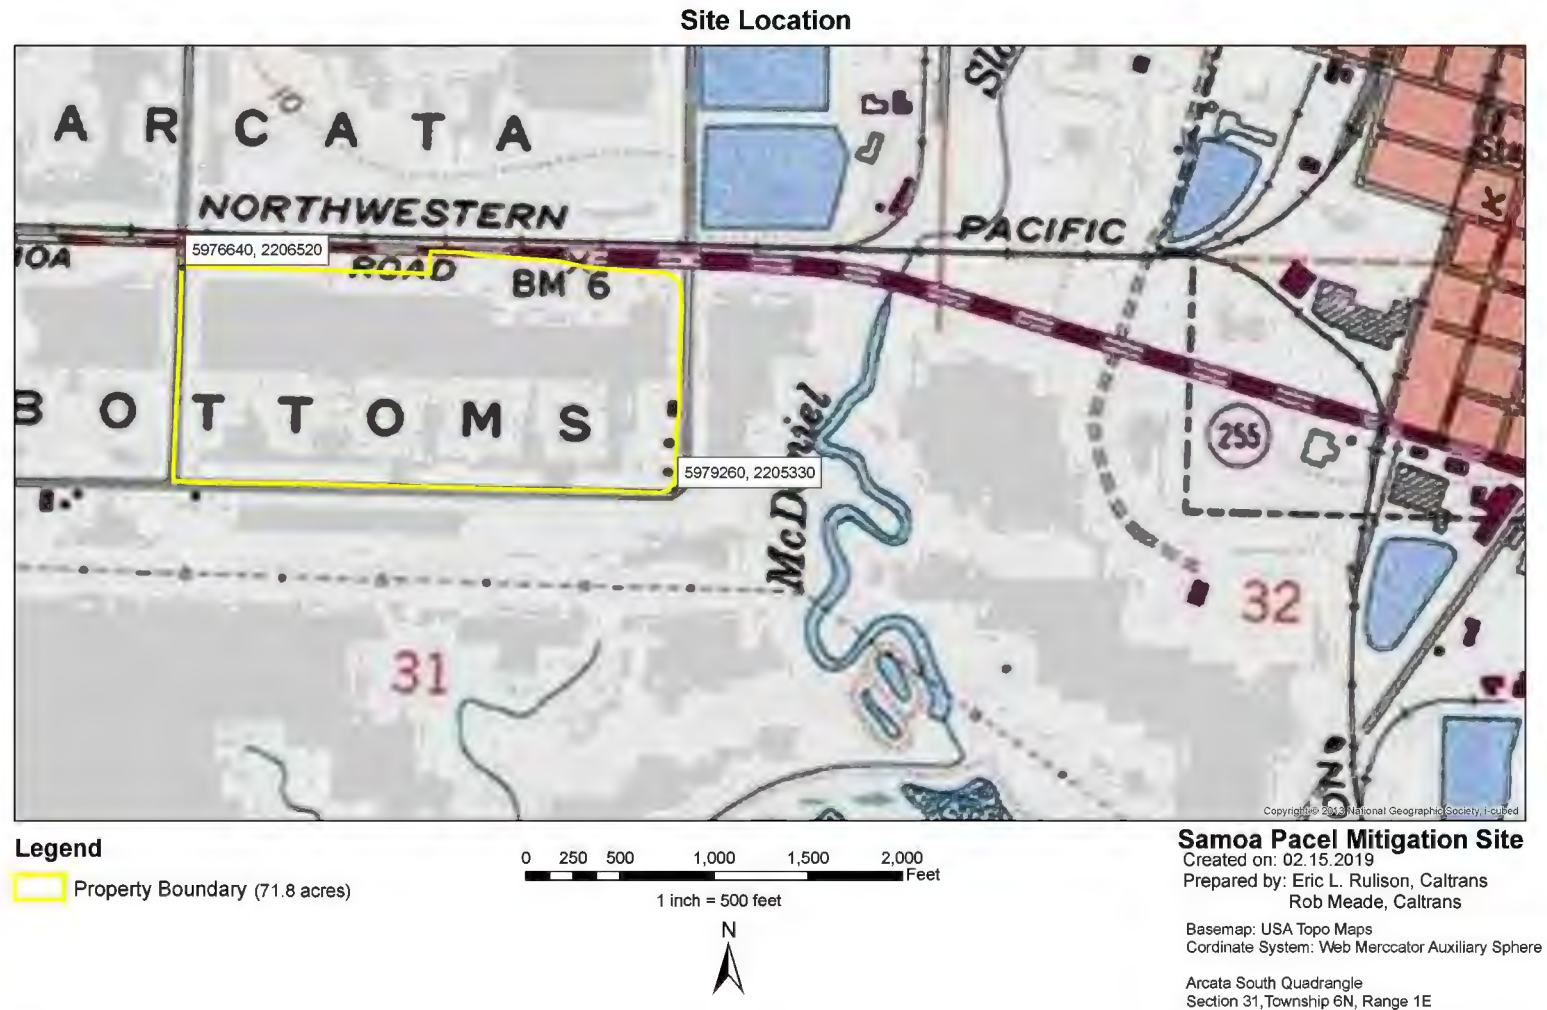 Site Location
Slo
10
A R C A T A
NORTHWESTERN
PACIFIC
K
5976640, 2206520
MOA
ROAD
BM 6
B O T T O M S
255
5979260, 2205330
McDaniel
32
31
Copyright:© 2013 National Geographic Society, i-cubed
Legend
Property Boundary (71.8 acres)
0 250 500 1,000 1,500 2,000
Feet
1 inch = 500 feet
N
Samoa Pacel Mitigation Site
Created on: 02.15.2019
Prepared by: Eric L. Rulison, Caltrans
Rob Meade, Caltrans
Basemap: USA Topo Maps
Cordinate System: Web Merccator Auxiliary Sphere
Arcata South Quadrangle
Section 31,Township 6N, Range 1E